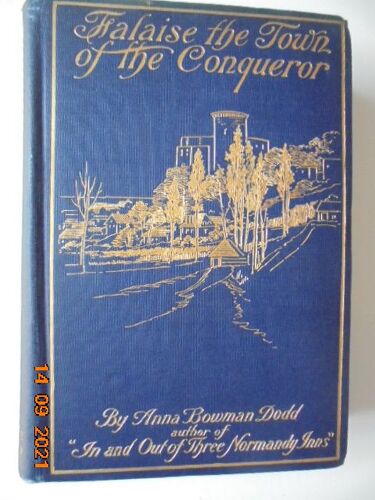 Falaise the Town
of the Conqueror
By Anna Bowman Dodd
author of
"In and Out of Three Normandy Inns"
14 09 2021